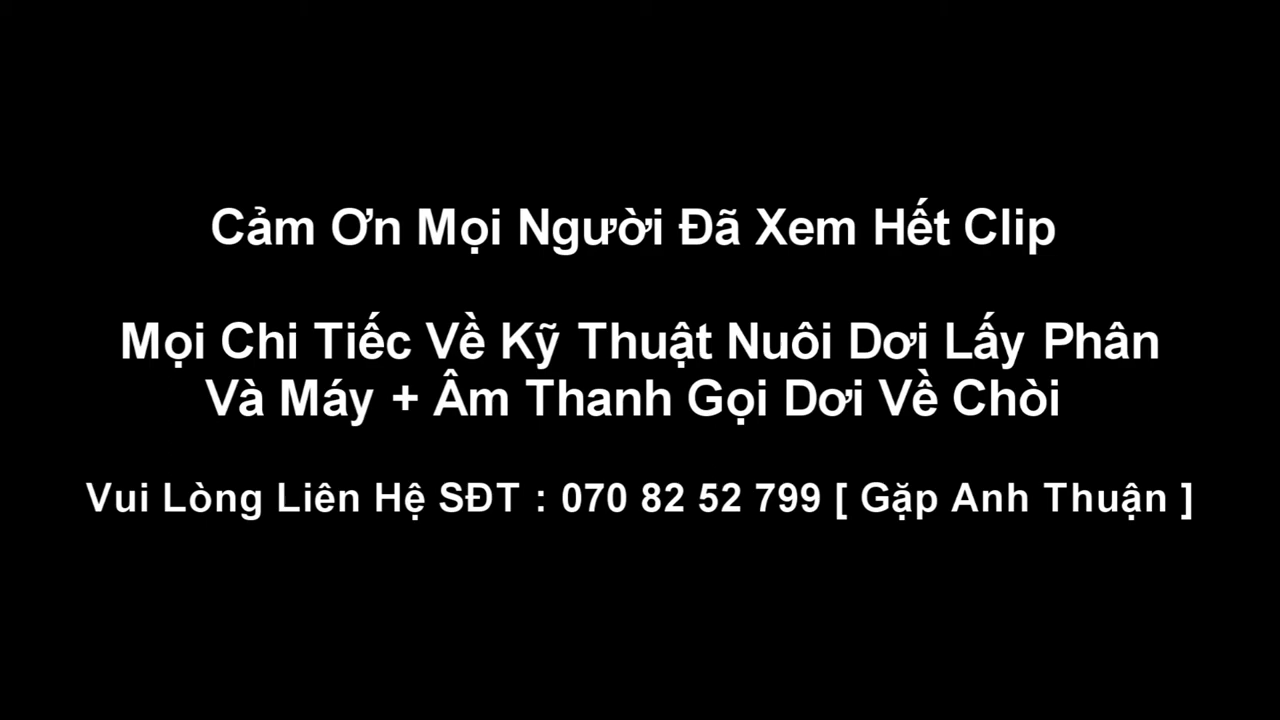 Cảm Ơn Mọi Người Đã Xem Hết Clip
Mọi Chi Tiếc Về Kỹ Thuật Nuôi Dơi Lấy Phân
Và Máy + Âm Thanh Gọi Dơi Về Chòi
Vui Lòng Liên Hệ SĐT : 070 82 52 799 [ Gặp Anh Thuận ]